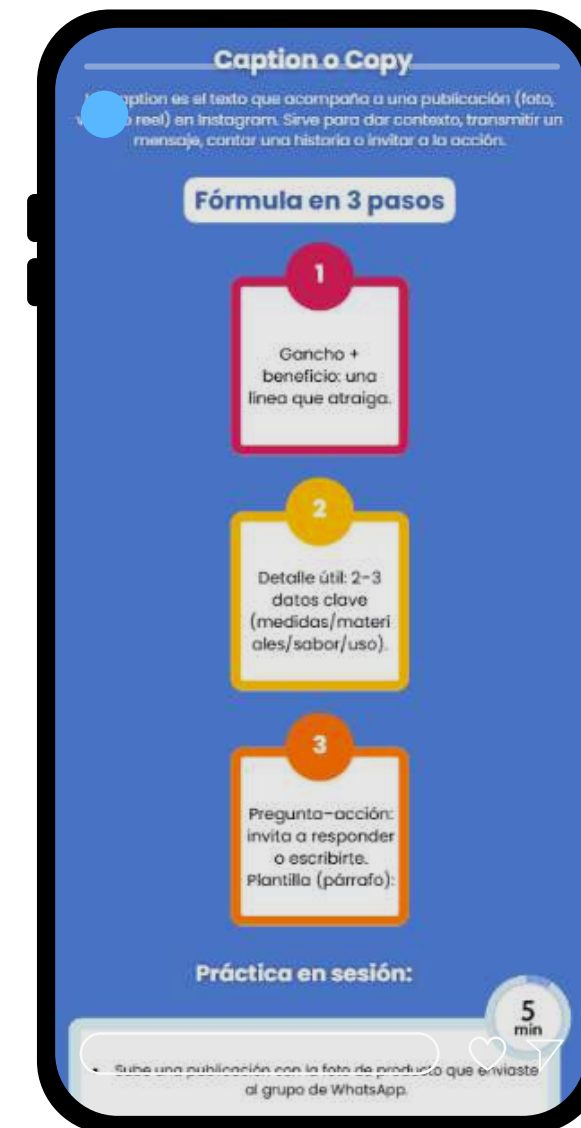 Caption o Copy
ption es el texto que acompaña a una publicación (foto,
v o reel) en Instagram. Sirve para dar contexto, transmitir un
mensaje, contar una historia o invitar a la acción.
Fórmula en 3 pasos
1
Gancho +
beneficio: una
línea que atraiga.
2
Detalle útil: 2-3
datos clave
(medidas/materi
ales/sabor/uso).
3
Pregunta-acción:
invita a responder
o escribirte.
Plantilla (párrafo):
Práctica en sesión:
5
min
• Sube una publicación con la foto de producto que enviaste
al grupo de WhatsApp.